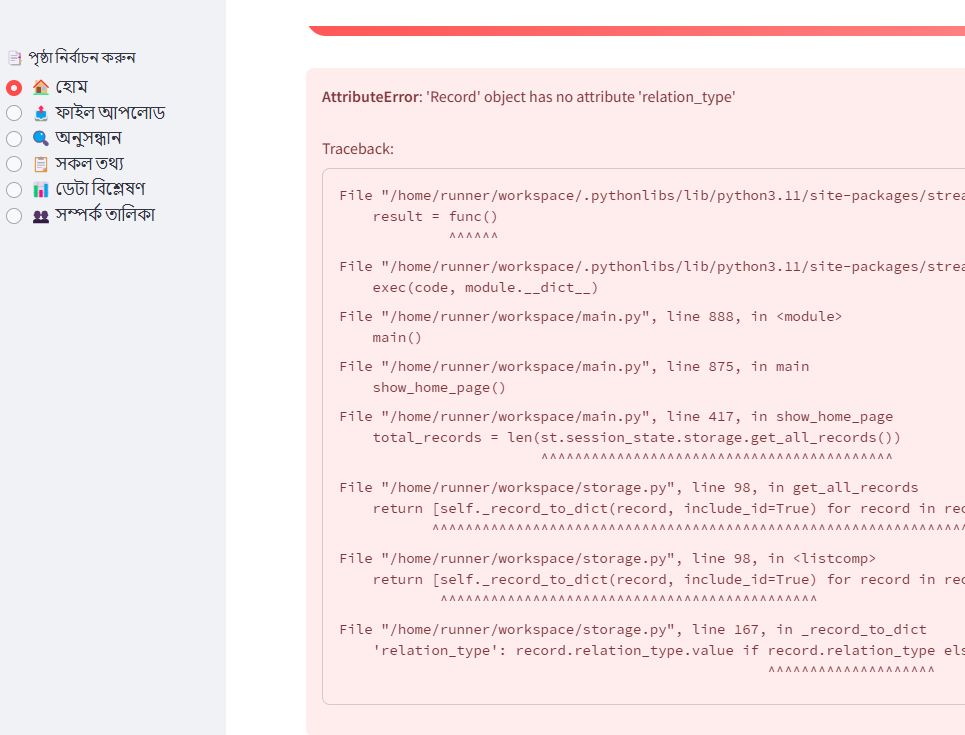 পৃষ্ঠা নির্বাচন করুন
হোম
ফাইল আপলোড
অনুসন্ধান
সকল তথ্য
ডেটা বিশ্লেষণ
সম্পর্ক তালিকা
AttributeError: 'Record' object has no attribute 'relation_type'
Traceback:
File "/home/runner/workspace/.pythonlibs/lib/python3.11/site-packages/strea
result = func()
^^^^^^
File "/home/runner/workspace/.pythonlibs/lib/python3.11/site-packages/strea
exec(code, module.__dict__)
File "/home/runner/workspace/main.py", line 888, in <module>
main()
File "/home/runner/workspace/main.py", line 875, in main
show_home_page()
File "/home/runner/workspace/main.py", line 417, in show_home_page
total_records = len(st.session_state.storage.get_all_records())
^^^^^^^^^^^^^^^^^^^^^^^^^^^^^^^^^^^^^^^^^^
File "/home/runner/workspace/storage.py", line 98, in get_all_records
return [self._record_to_dict(record, include_id=True) for record in rec
^^^^^^^^^^^^^^^^^^^^^^^^^^^^^^^^^^^^^^^^^^^^^^^^^^^^^^^^^^^^^^^^
File "/home/runner/workspace/storage.py", line 98, in <listcomp>
return [self._record_to_dict(record, include_id=True) for record in rec
^^^^^^^^^^^^^^^^^^^^^^^^^^^^^^^^^^^^^^^^^^^^^
File "/home/runner/workspace/storage.py", line 167, in _record_to_dict
'relation_type': record.relation_type.value if record.relation_type els
^^^^^^^^^^^^^^^^^^^^